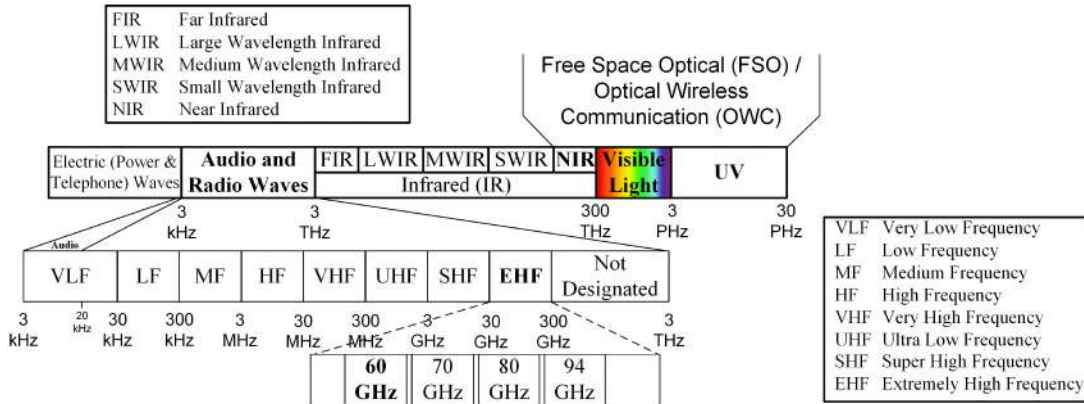 FIR Far Infrared
LWIR Large Wavelength Infrared
MWIR Medium Wavelength Infrared
SWIR Small Wavelength Infrared
NIR Near Infrared
Free Space Optical (FSO) /
Optical Wireless
Communication (OWC)
Electric (Power &
Telephone) Waves
Audio and
Radio Waves
FIR LWIR MWIR SWIR NIR
Infrared (IR)
Visible
Light
UV
3
kHz
3
THz
300
THz
3
PHz
30
PHz
Audio
VLF LF MF HF VHF UHF SHF EHF
Not
Designated
3
kHz
20
kHz
30
kHz
300
kHz
3
MHz
30
MHz
300
MHz
3
GHz
30
GHz
300
GHz
3
THz
60
GHz
70
GHz
80
GHz
94
GHz
VLF Very Low Frequency
LF Low Frequency
MF Medium Frequency
HF High Frequency
VHF Very High Frequency
UHF Ultra Low Frequency
SHF Super High Frequency
EHF Extremely High Frequency